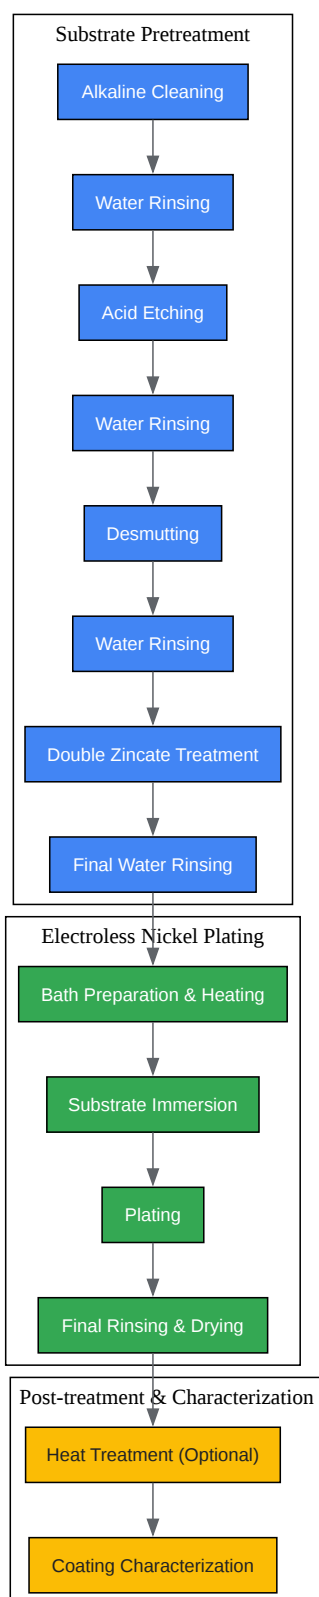 Substrate Pretreatment
Alkaline Cleaning
Water Rinsing
Acid Etching
Water Rinsing
Desmutting
Water Rinsing
Double Zincate Treatment
Final Water Rinsing
Electroless Nickel Plating
Bath Preparation & Heating
Substrate Immersion
Plating
Final Rinsing & Drying
Post-treatment & Characterization
Heat Treatment (Optional)
Coating Characterization